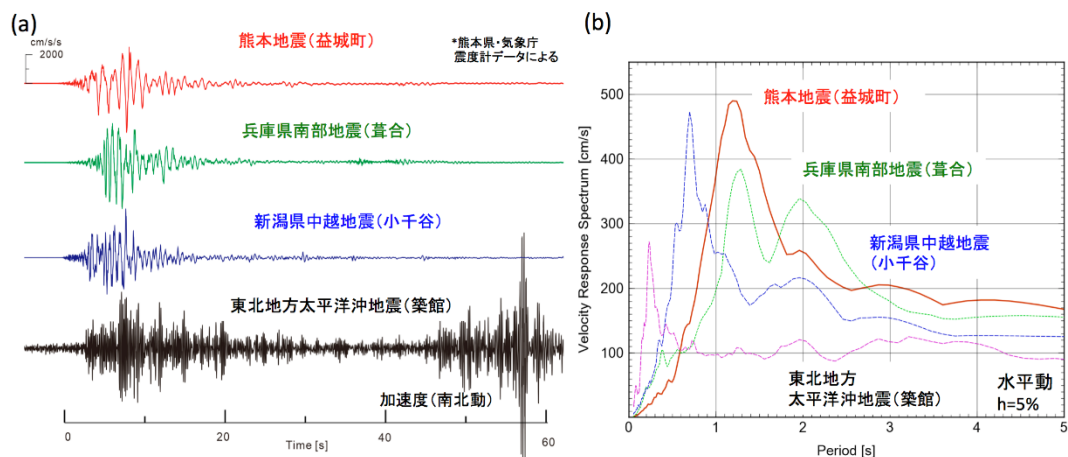 (a)
cm/s/s
2000
熊本地震(益城町)
*熊本県・気象庁
震度計データによる
兵庫県南部地震(葺合)
新潟県中越地震(小千谷)
東北地方太平洋沖地震(築館)
加速度(南北動)
0
20
40
60
Time [s]
(b)
Velocity Response Spectrum [cm/s]
500
400
300
200
100
熊本地震(益城町)
兵庫県南部地震(葺合)
新潟県中越地震
(小千谷)
東北地方
太平洋沖地震(築館)
水平動
h=5%
0
1
2
3
4
5
Period [s]